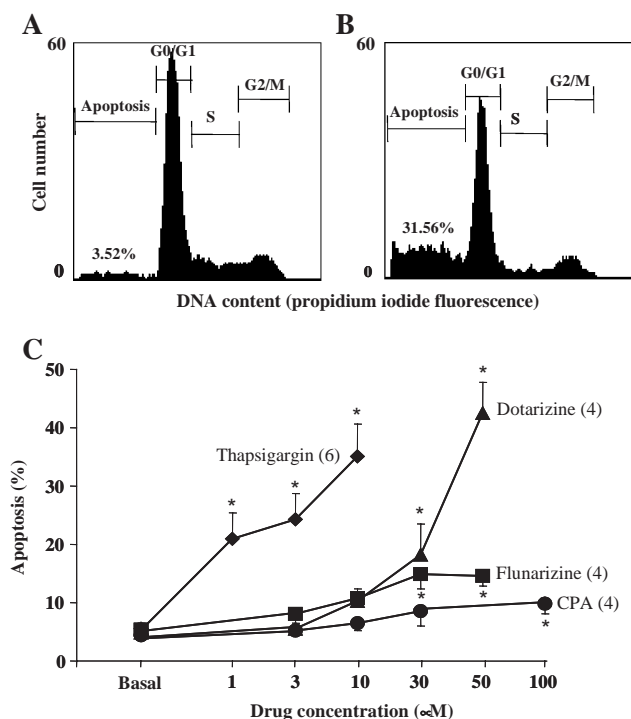 A
B
60
G0/G1
G2/M
Apoptosis
S
3.52%
0
Cell number
60
G0/G1
G2/M
Apoptosis
S
31.56%
0
DNA content (propidium iodide fluorescence)
C
50
40
30
20
10
0
Apoptosis (%)
*
*
*
*
*
*
*
*
Thapsigargin (6)
Dotarizine (4)
Flunarizine (4)
CPA (4)
Basal 1 3 10 30 50 100
Drug concentration (∝M)